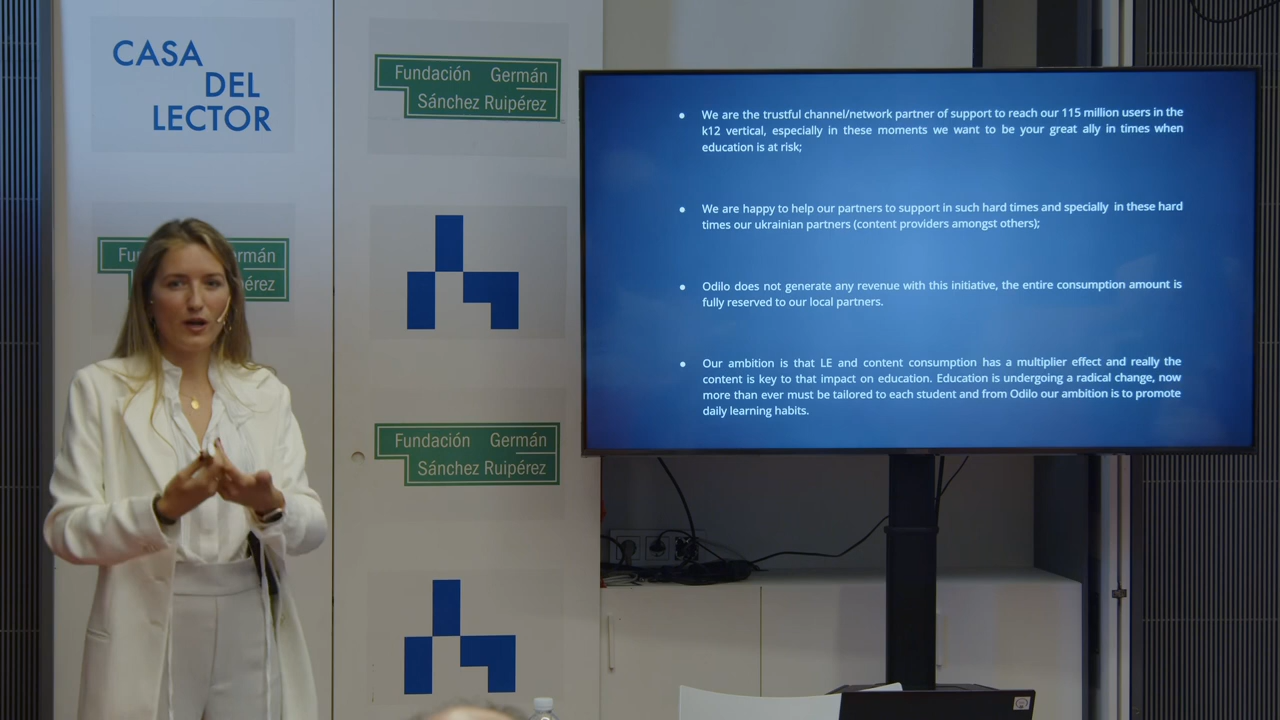 CASA
DEL
LECTOR
Fundación Germán
Sánchez Ruipérez
Fu rmán
pérez
Fundación Germán
Sánchez Ruipérez
We are the trustful channel/network partner of support to reach our 115 million users in the
k12 vertical, especially in these moments we want to be your great ally in times when
education is at risk;
We are happy to help our partners to support in such hard times and specially in these hard
times our ukrainian partners (content providers amongst others);
Odilo does not generate any revenue with this initiative, the entire consumption amount is
fully reserved to our local partners.
Our ambition is that LE and content consumption has a multiplier effect and really the
content is key to that impact on education. Education is undergoing a radical change, now
more than ever must be tailored to each student and from Odilo our ambition is to promote
daily learning habits.